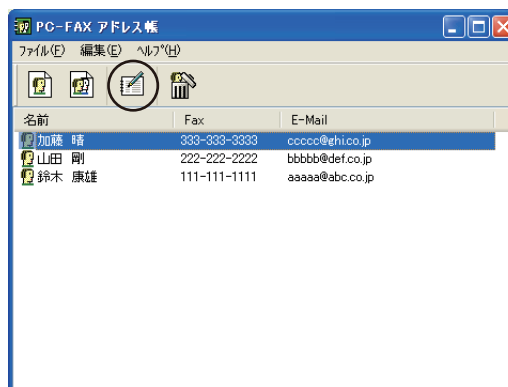 PC-FAX アドレス帳
ファイル(F) 編集(E) ヘルプ(H)
名前 Fax E-Mail
加藤 晴 333-333-3333 ccccc@ghi.co.jp
山田 剛 222-222-2222 bbbbb@def.co.jp
鈴木 康雄 111-111-1111 aaaaa@abc.co.jp